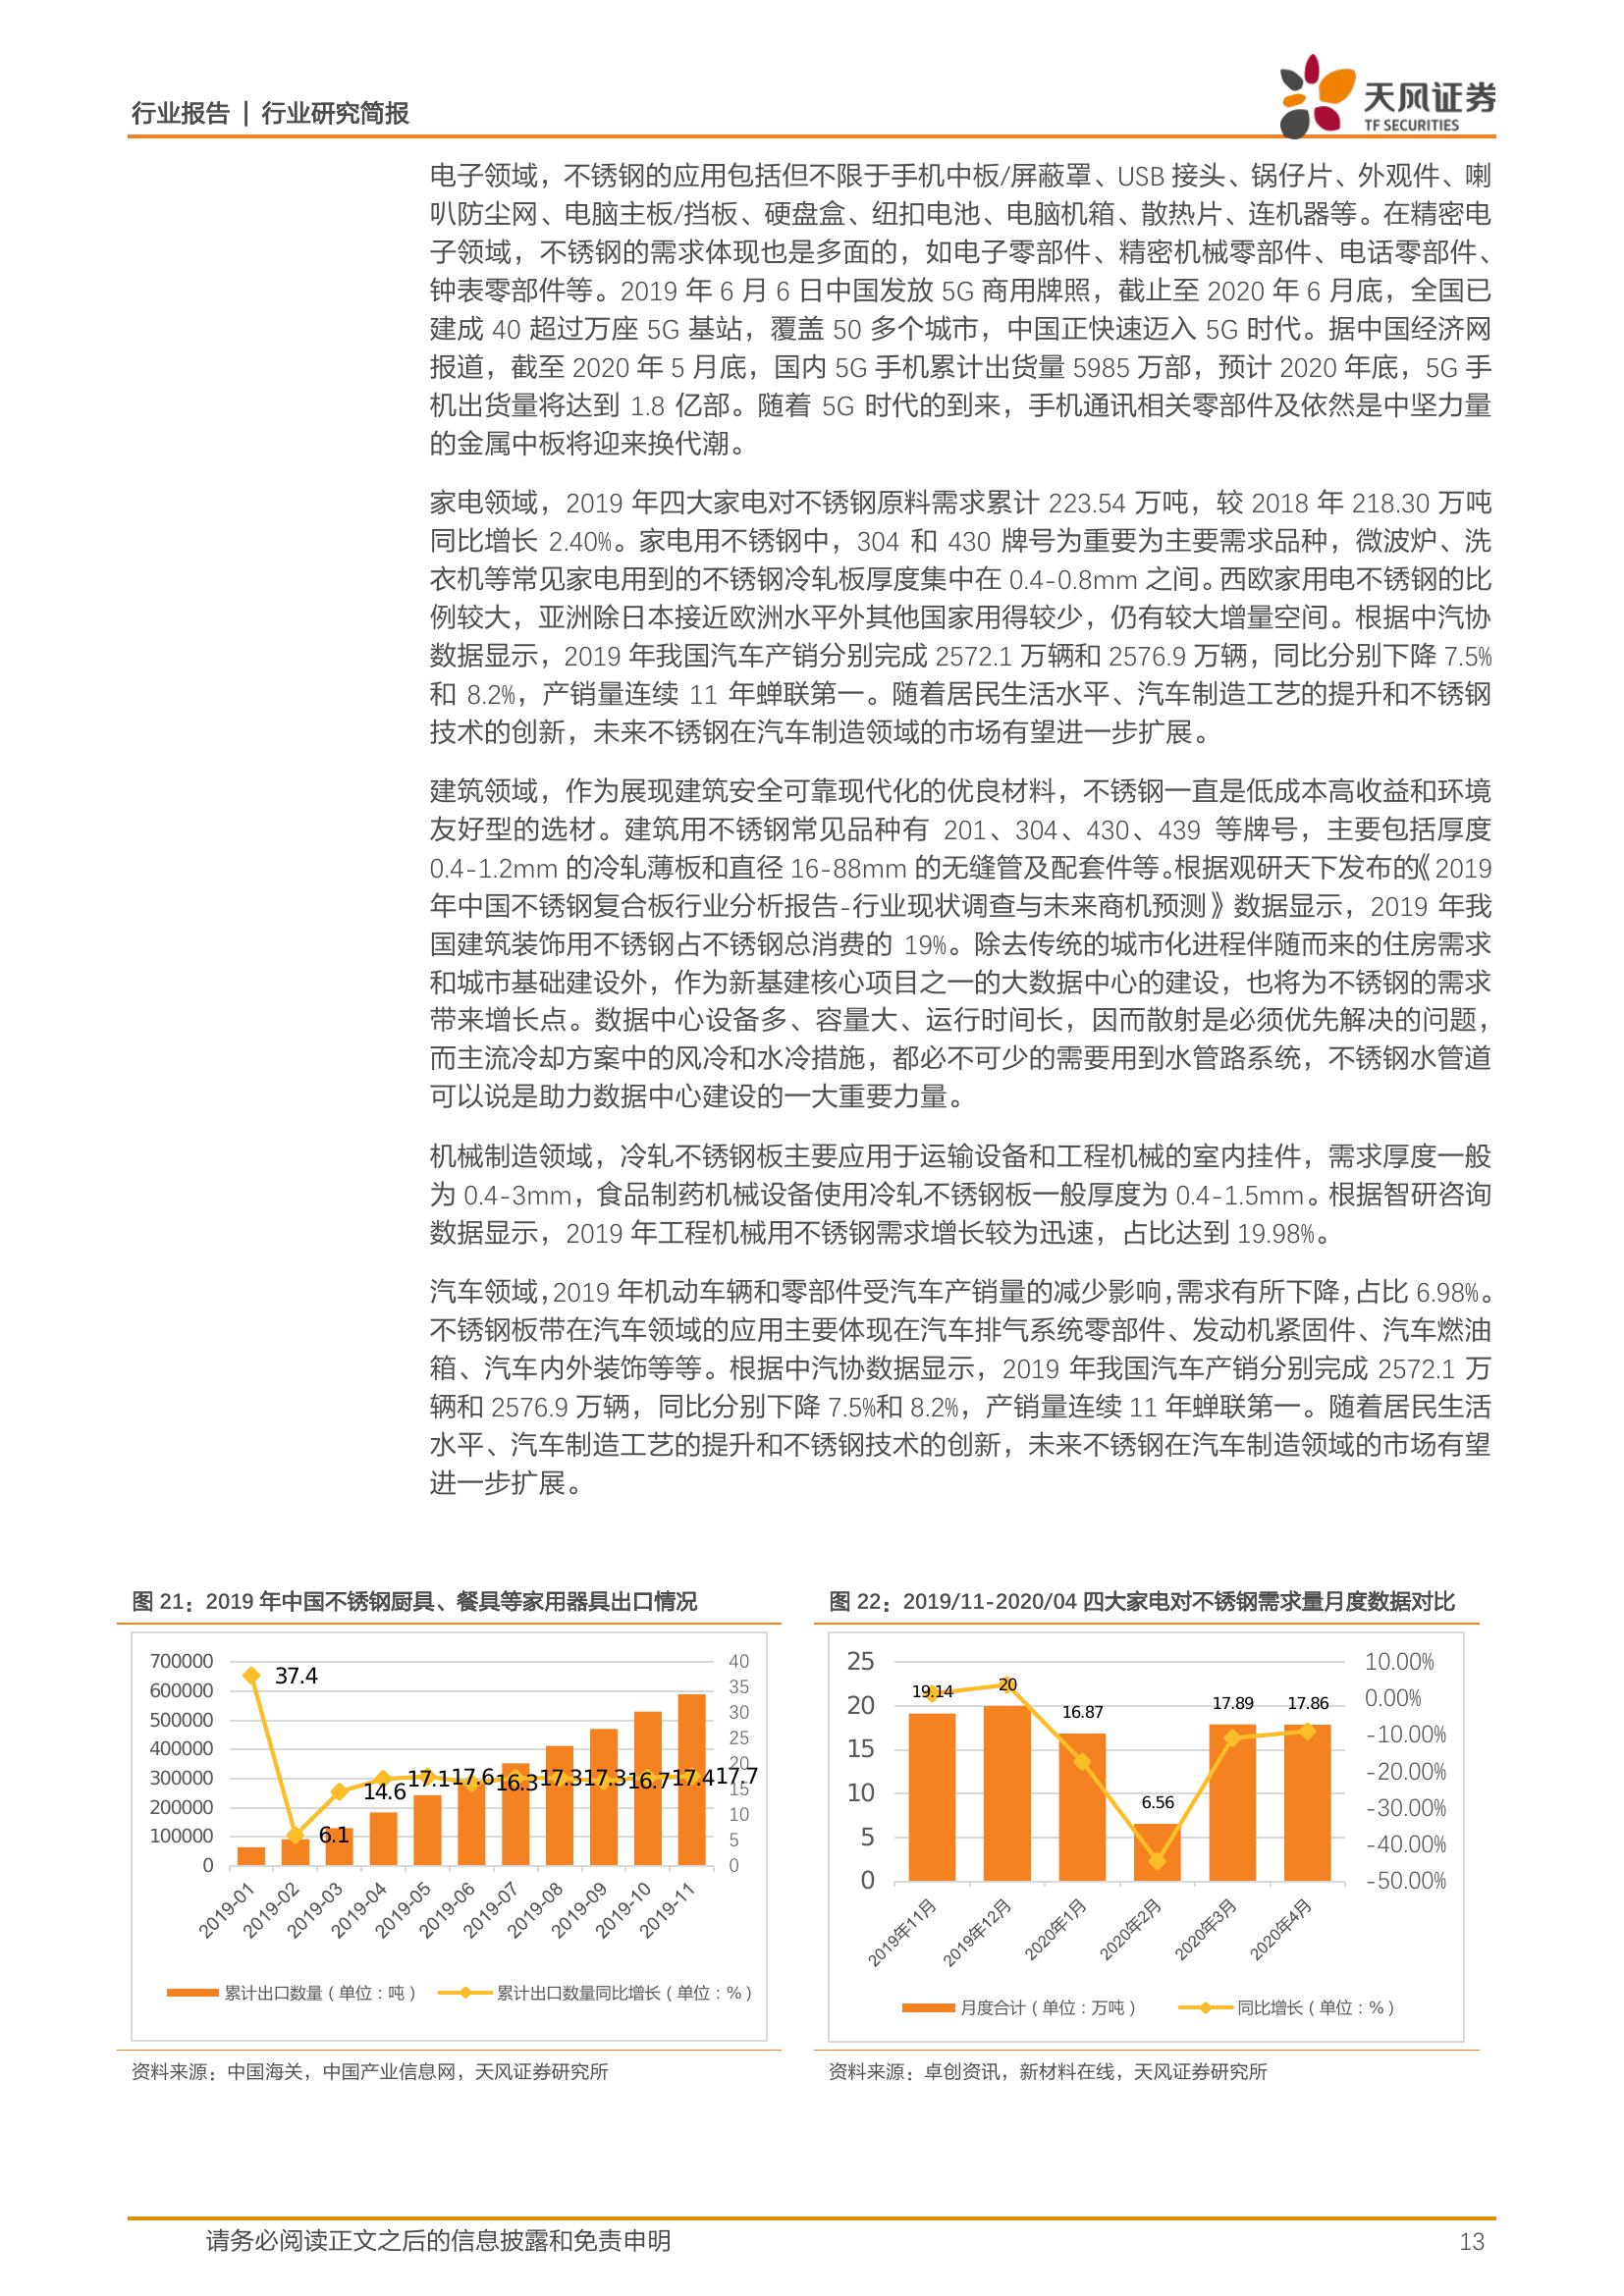 行业报告 | 行业研究简报
天风证券
TF SECURITIES
电子领域，不锈钢的应用包括但不限于手机中板/屏蔽罩、USB 接头、锅仔片、外观件、喇
叭防尘网、电脑主板/挡板、硬盘盒、纽扣电池、电脑机箱、散热片、连机器等。在精密电
子领域，不锈钢的需求体现也是多面的，如电子零部件、精密机械零部件、电话零部件、
钟表零部件等。2019 年 6 月 6 日中国发放 5G 商用牌照，截止至 2020 年 6 月底，全国已
建成 40 超过万座 5G 基站，覆盖 50 多个城市，中国正快速迈入 5G 时代。据中国经济网
报道，截至 2020 年 5 月底，国内 5G 手机累计出货量 5985 万部，预计 2020 年底，5G 手
机出货量将达到 1.8 亿部。随着 5G 时代的到来，手机通讯相关零部件及依然是中坚力量
的金属中板将迎来换代潮。
家电领域，2019 年四大家电对不锈钢原料需求累计 223.54 万吨，较 2018 年 218.30 万吨
同比增长 2.40%。家电用不锈钢中，304 和 430 牌号为重要为主要需求品种，微波炉、洗
衣机等常见家电用到的不锈钢冷轧板厚度集中在 0.4-0.8mm 之间。西欧家用电不锈钢的比
例较大，亚洲除日本接近欧洲水平外其他国家用得较少，仍有较大增量空间。根据中汽协
数据显示，2019 年我国汽车产销分别完成 2572.1 万辆和 2576.9 万辆，同比分别下降 7.5%
和 8.2%，产销量连续 11 年蝉联第一。随着居民生活水平、汽车制造工艺的提升和不锈钢
技术的创新，未来不锈钢在汽车制造领域的市场有望进一步扩展。
建筑领域，作为展现建筑安全可靠现代化的优良材料，不锈钢一直是低成本高收益和环境
友好型的选材。建筑用不锈钢常见品种有 201、304、430、439 等牌号，主要包括厚度
0.4-1.2mm 的冷轧薄板和直径 16-88mm 的无缝管及配套件等。根据观研天下发布的《2019
年中国不锈钢复合板行业分析报告-行业现状调查与未来商机预测》数据显示，2019 年我
国建筑装饰用不锈钢占不锈钢总消费的 19%。除去传统的城市化进程伴随而来的住房需求
和城市基础建设外，作为新基建核心项目之一的大数据中心的建设，也将为不锈钢的需求
带来增长点。数据中心设备多、容量大、运行时间长，因而散射是必须优先解决的问题，
而主流冷却方案中的风冷和水冷措施，都必不可少的需要用到水管路系统，不锈钢水管道
可以说是助力数据中心建设的一大重要力量。
机械制造领域，冷轧不锈钢板主要应用于运输设备和工程机械的室内挂件，需求厚度一般
为 0.4-3mm，食品制药机械设备使用冷轧不锈钢板一般厚度为 0.4-1.5mm。根据智研咨询
数据显示，2019 年工程机械用不锈钢需求增长较为迅速，占比达到 19.98%。
汽车领域，2019 年机动车辆和零部件受汽车产销量的减少影响，需求有所下降，占比 6.98%。
不锈钢板带在汽车领域的应用主要体现在汽车排气系统零部件、发动机紧固件、汽车燃油
箱、汽车内外装饰等等。根据中汽协数据显示，2019 年我国汽车产销分别完成 2572.1 万
辆和 2576.9 万辆，同比分别下降 7.5%和 8.2%，产销量连续 11 年蝉联第一。随着居民生活
水平、汽车制造工艺的提升和不锈钢技术的创新，未来不锈钢在汽车制造领域的市场有望
进一步扩展。
图 21：2019 年中国不锈钢厨具、餐具等家用器具出口情况
700000
600000
500000
400000
300000
200000
100000
0
40
35
30
25
20
15
10
5
0
37.4
6.1
14.6
17.1
17.6
16.3
17.3
17.3
16.7
17.4
17.7
2019-01
2019-02
2019-03
2019-04
2019-05
2019-06
2019-07
2019-08
2019-09
2019-10
2019-11
累计出口数量（单位：吨）
累计出口数量同比增长（单位：%）
资料来源：中国海关，中国产业信息网，天风证券研究所
图 22：2019/11-2020/04 四大家电对不锈钢需求量月度数据对比
25
20
15
10
5
0
10.00%
0.00%
-10.00%
-20.00%
-30.00%
-40.00%
-50.00%
19.14
20
16.87
6.56
17.89
17.86
2019年11月
2019年12月
2020年1月
2020年2月
2020年3月
2020年4月
月度合计（单位：万吨）
同比增长（单位：%）
资料来源：卓创资讯，新材料在线，天风证券研究所
请务必阅读正文之后的信息披露和免责申明
13